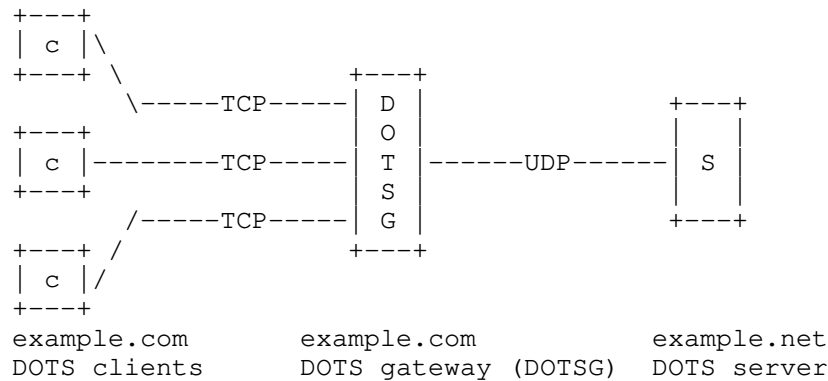 +---+
| c |\
+---+ \              +---+
       \-----TCP-----| D |               +---+
+---+                | O |               |   |
| c |--------TCP-----| T |------UDP------| S |
+---+                | S |               |   |
       /-----TCP-----| G |               +---+
+---+ /              +---+
| c |/
+---+
example.com       example.com           example.net
DOTS clients      DOTS gateway (DOTSG)  DOTS server